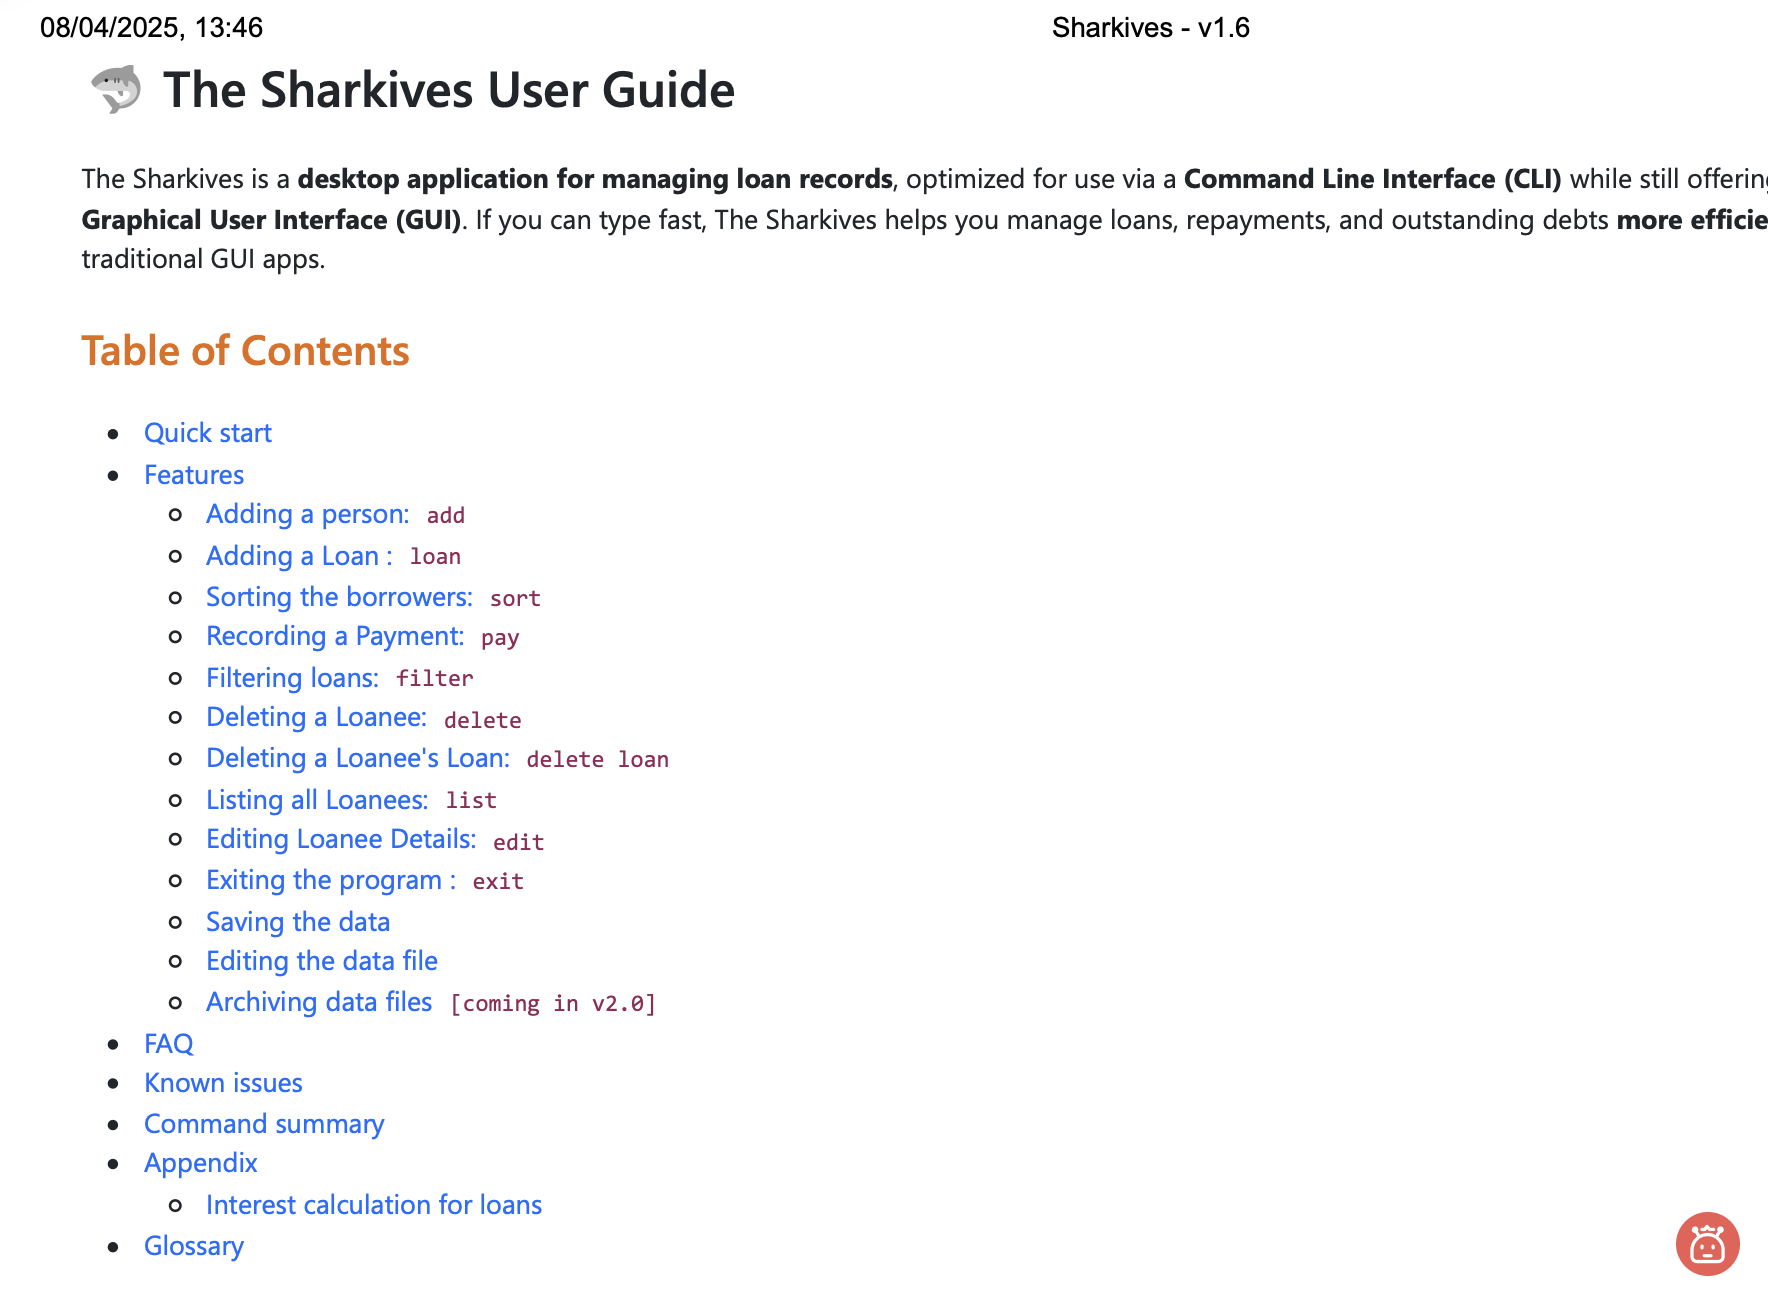 08/04/2025, 13:46 Sharkives - v1.6
The Sharkives User Guide
The Sharkives is a desktop application for managing loan records, optimized for use via a Command Line Interface (CLI) while still
Graphical User Interface (GUI). If you can type fast, The Sharkives helps you manage loans, repayments, and outstanding debts more
traditional GUI apps.
Table of Contents
Quick start
Features
Adding a person: add
Adding a Loan : loan
Sorting the borrowers: sort
Recording a Payment: pay
Filtering loans: filter
Deleting a Loanee: delete
Deleting a Loanee's Loan: delete loan
Listing all Loanees: list
Editing Loanee Details: edit
Exiting the program : exit
Saving the data
Editing the data file
Archiving data files [coming in v2.0]
FAQ
Known issues
Command summary
Appendix
Interest calculation for loans
Glossary